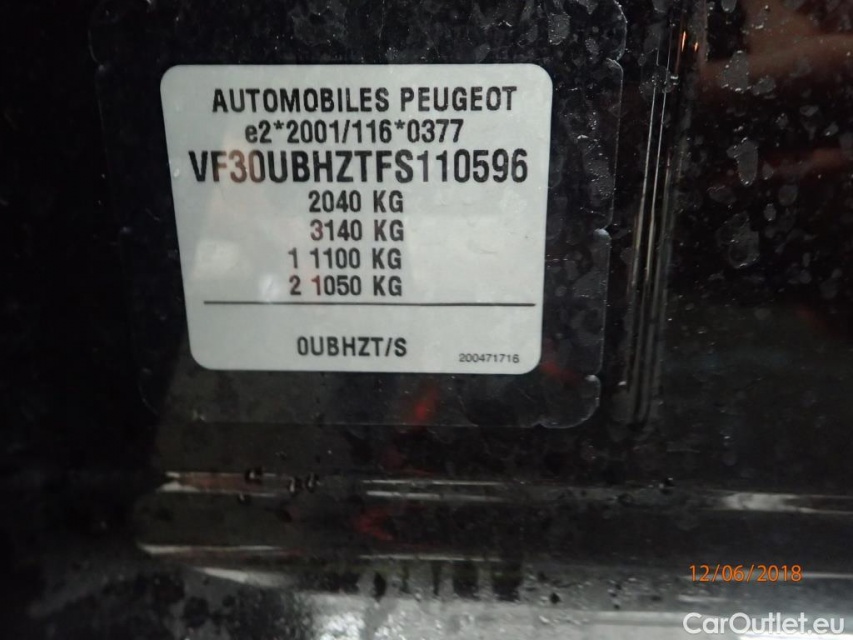 AUTOMOBILES PEUGEOT
e2*2001/116*0377
VF30UBHZTFS110596
2040 KG
3140 KG
1 1100 KG
2 1050 KG
0UBHZT/S
200471716
12/06/2018
CarOutlet.eu